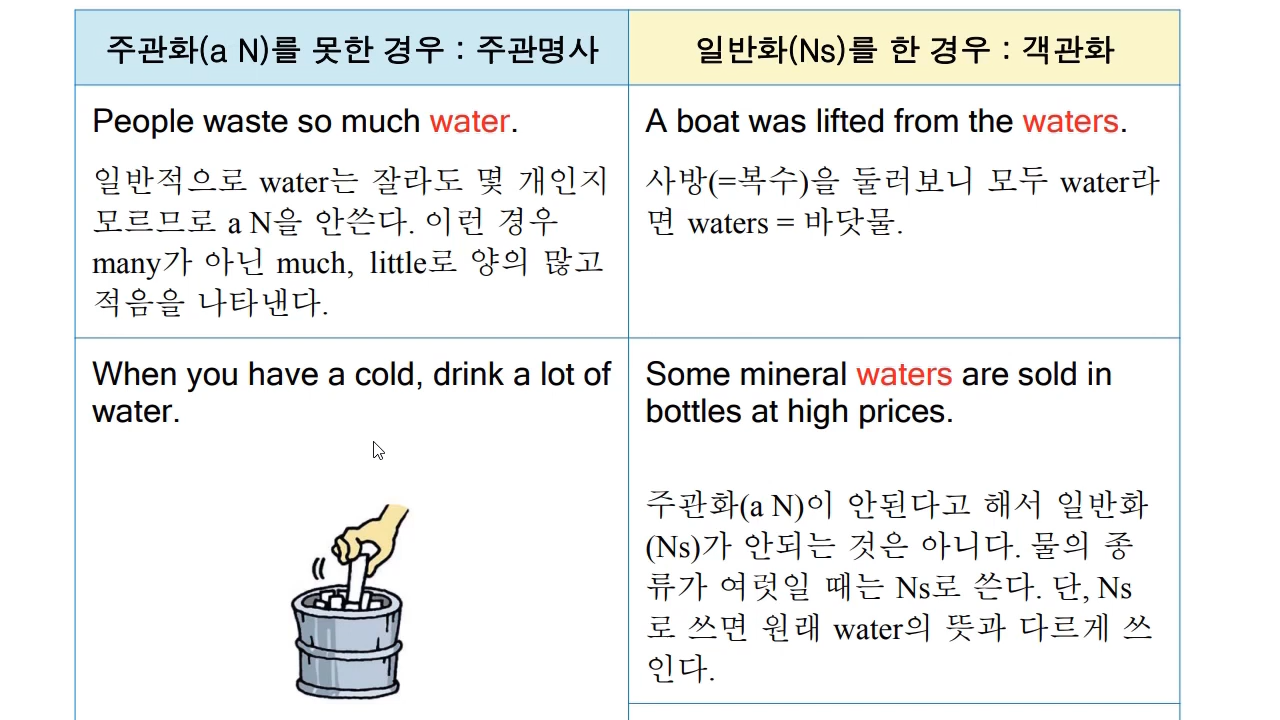 주관화(a N)를 못한 경우 : 주관명사
일반화(Ns)를 한 경우 : 객관화
People waste so much water.
일반적으로 water는 잘라도 몇 개인지
모르므로 a N을 안쓴다. 이런 경우
many가 아닌 much, little로 양의 많고
적음을 나타낸다.
A boat was lifted from the waters.
사방(=복수)을 둘러보니 모두 water라
면 waters = 바닷물.
When you have a cold, drink a lot of
water.
Some mineral waters are sold in
bottles at high prices.
주관화(a N)이 안된다고 해서 일반화
(Ns)가 안되는 것은 아니다. 물의 종
류가 여럿일 때는 Ns로 쓴다. 단, Ns
로 쓰면 원래 water의 뜻과 다르게 쓰
인다.